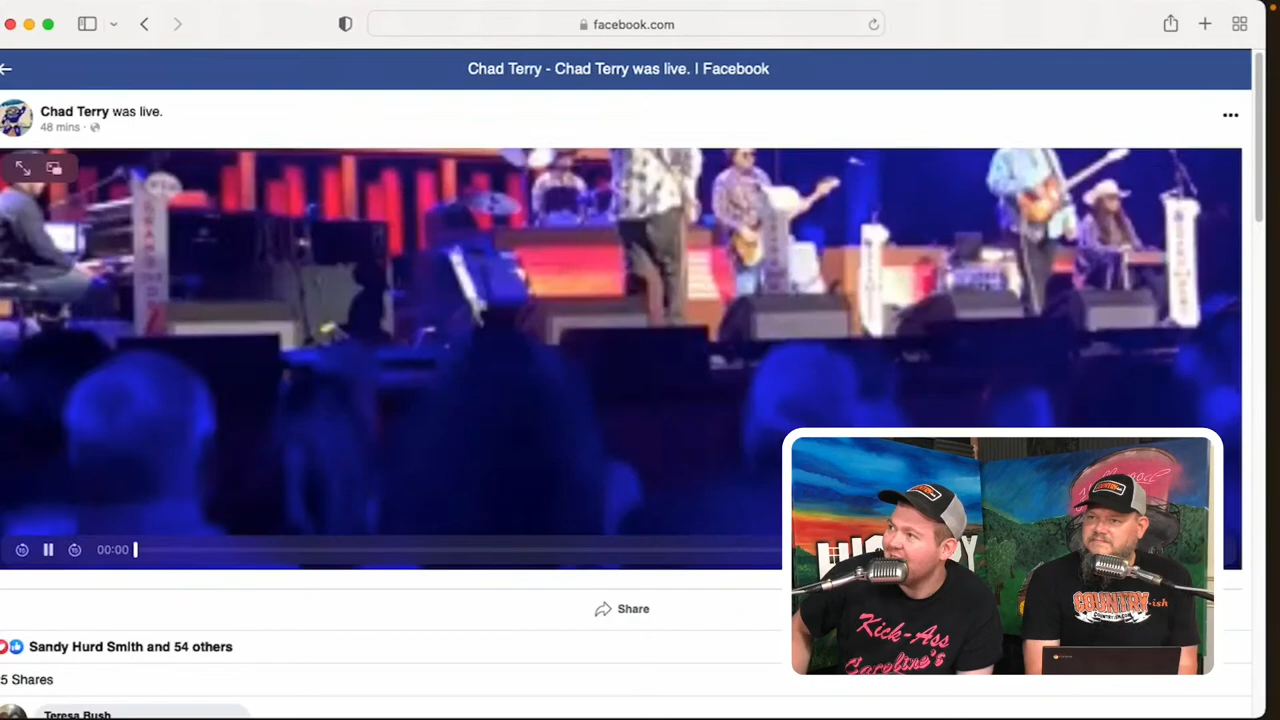 facebook.com
Chad Terry - Chad Terry was live. | Facebook
Chad Terry was live.
48 mins ·
00:00
Share
Sandy Hurd Smith and 54 others
5 Shares
Teresa Bush
Kick-Ass
Caroline's
COUNTRY-ish